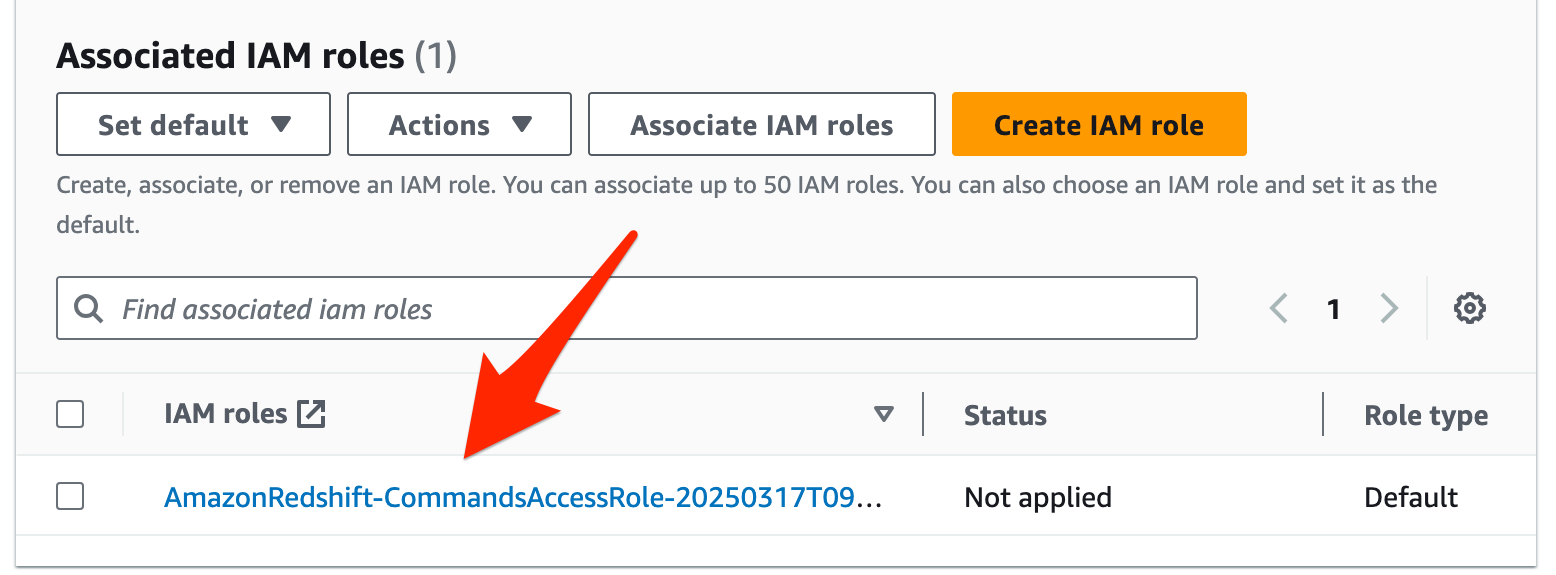 Associated IAM roles (1)
Set default Actions Associate IAM roles Create IAM role
Create, associate, or remove an IAM role. You can associate up to 50 IAM roles. You can also choose an IAM role and set it as the
default.
Find associated iam roles 1
IAM roles Status Role type
AmazonRedshift-CommandsAccessRole-20250317T09... Not applied Default